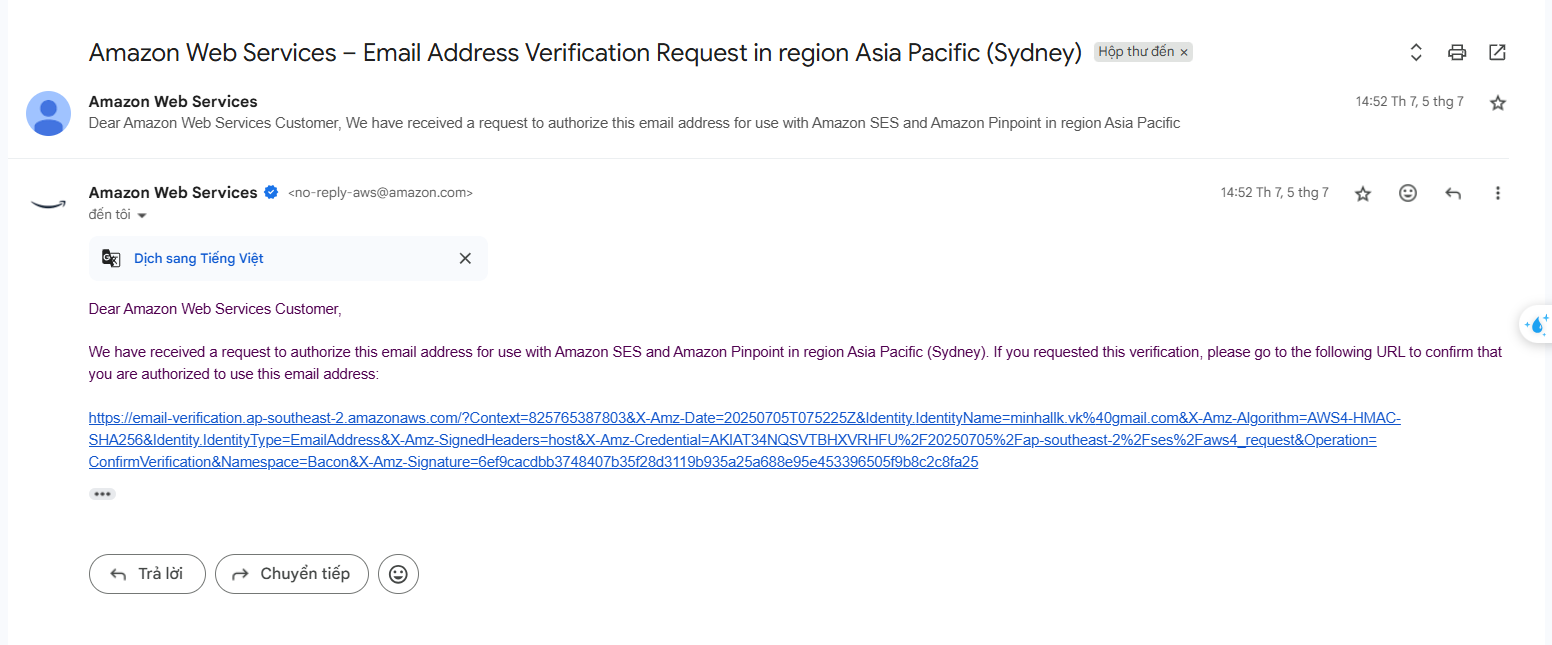 Amazon Web Services – Email Address Verification Request in region Asia Pacific (Sydney) Hộp thư đến ×
Amazon Web Services 14:52 Th 7, 5 thg 7
Dear Amazon Web Services Customer, We have received a request to authorize this email address for use with Amazon SES and Amazon Pinpoint in region Asia Pacific
Amazon Web Services <no-reply-aws@amazon.com> 14:52 Th 7, 5 thg 7
đến tôi
Dịch sang Tiếng Việt
Dear Amazon Web Services Customer,
We have received a request to authorize this email address for use with Amazon SES and Amazon Pinpoint in region Asia Pacific (Sydney). If you requested this verification, please go to the following URL to confirm that
you are authorized to use this email address:
https://email-verification.ap-southeast-2.amazonaws.com/?Context=825765387803&X-Amz-Date=20250705T075225Z&Identity.IdentityName=minhallk.vk%40gmail.com&X-Amz-Algorithm=AWS4-HMAC-
SHA256&Identity.IdentityType=EmailAddress&X-Amz-SignedHeaders=host&X-Amz-Credential=AKIAT34NQSVTBHXVRHFU%2F20250705%2Fap-southeast-2%2Fses%2Faws4_request&Operation=
ConfirmVerification&Namespace=Bacon&X-Amz-Signature=6ef9cacdbb3748407b35f28d3119b935a25a688e95e453396505f9b8c2c8fa25
Trả lời
Chuyển tiếp